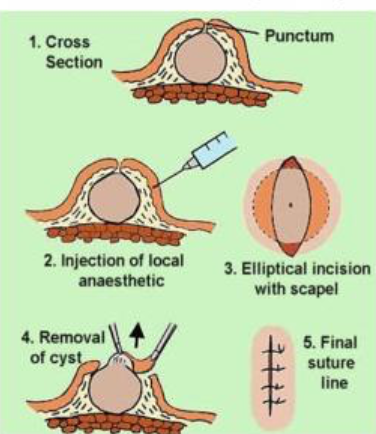 1. Cross
Section
Punctum
2. Injection of local
anaesthetic
3. Elliptical incision
with scapel
4. Removal
of cyst
5. Final
suture
line